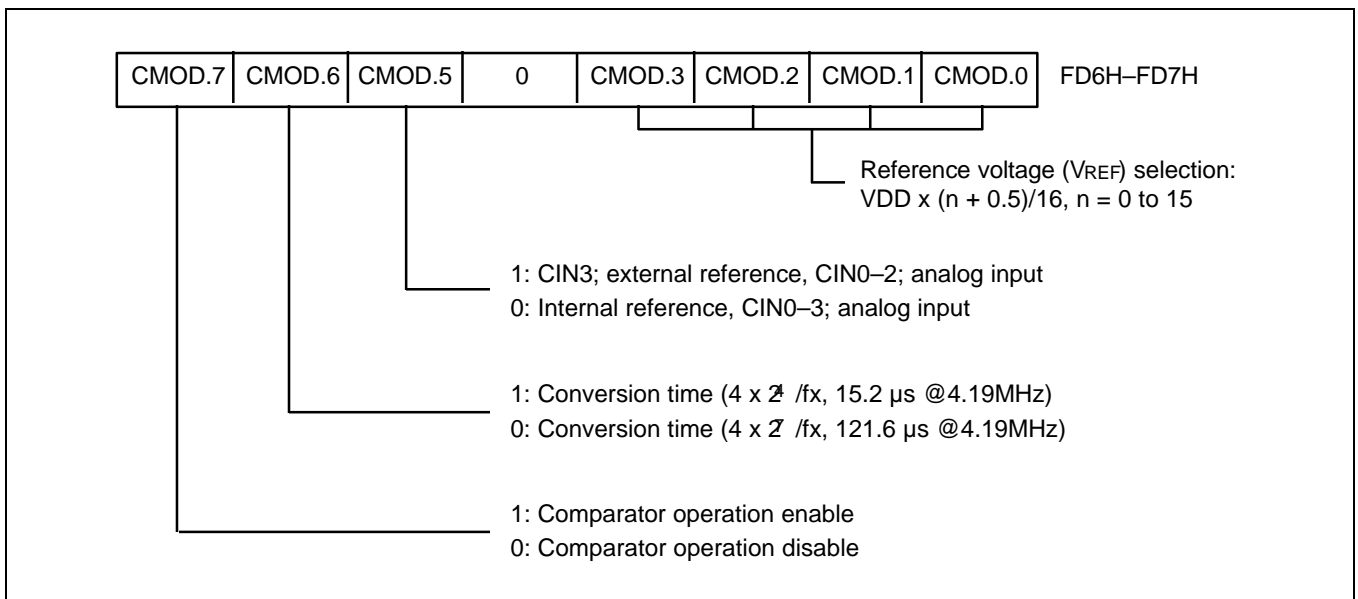 CMOD.7 CMOD.6 CMOD.5 0 CMOD.3 CMOD.2 CMOD.1 CMOD.0 FD6H–FD7H
Reference voltage (VREF) selection:
VDD x (n + 0.5)/16, n = 0 to 15
1: CIN3; external reference, CIN0–2; analog input
0: Internal reference, CIN0–3; analog input
1: Conversion time (4 x 2⁴ /fx, 15.2 µs @4.19MHz)
0: Conversion time (4 x 2⁷ /fx, 121.6 µs @4.19MHz)
1: Comparator operation enable
0: Comparator operation disable